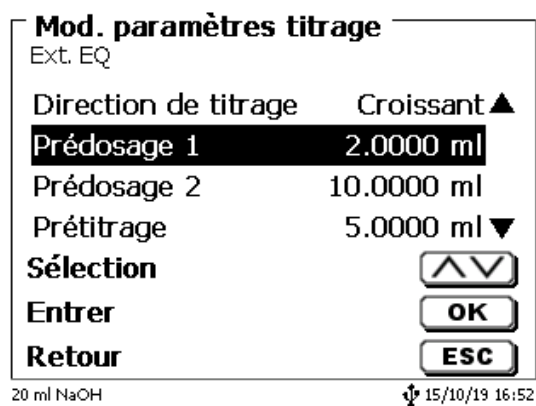 Mod. paramètres titrage
Ext. EQ
Direction de titrage Croissant
Prédosage 1 2.0000 ml
Prédosage 2 10.0000 ml
Prétitrage 5.0000 ml
Sélection
Entrer OK
Retour ESC
20 ml NaOH 15/10/19 16:52